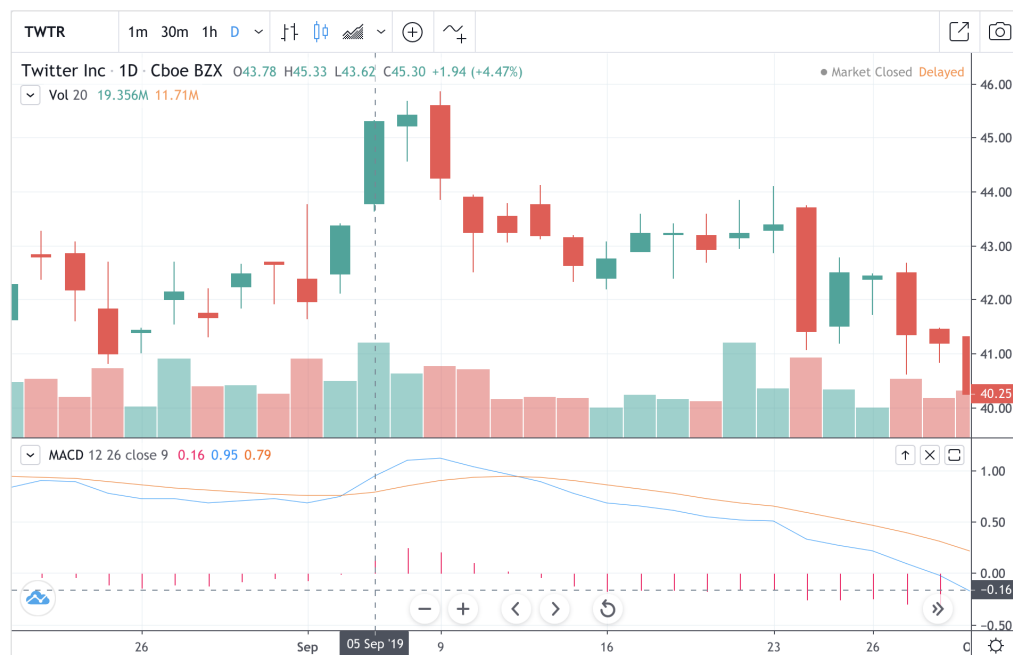 TWTR 1m 30m 1h D
Twitter Inc · 1D · Cboe BZX O43.78 H45.33 L43.62 C45.30 +1.94 (+4.47%) Market Closed Delayed
Vol 20 19.356M 11.71M
46.00
45.00
44.00
43.00
42.00
41.00
40.25
40.00
MACD 12 26 close 9 0.16 0.95 0.79
1.00
0.50
0.00
−0.16
−0.50
26 Sep 05 Sep '19 9 16 23 26